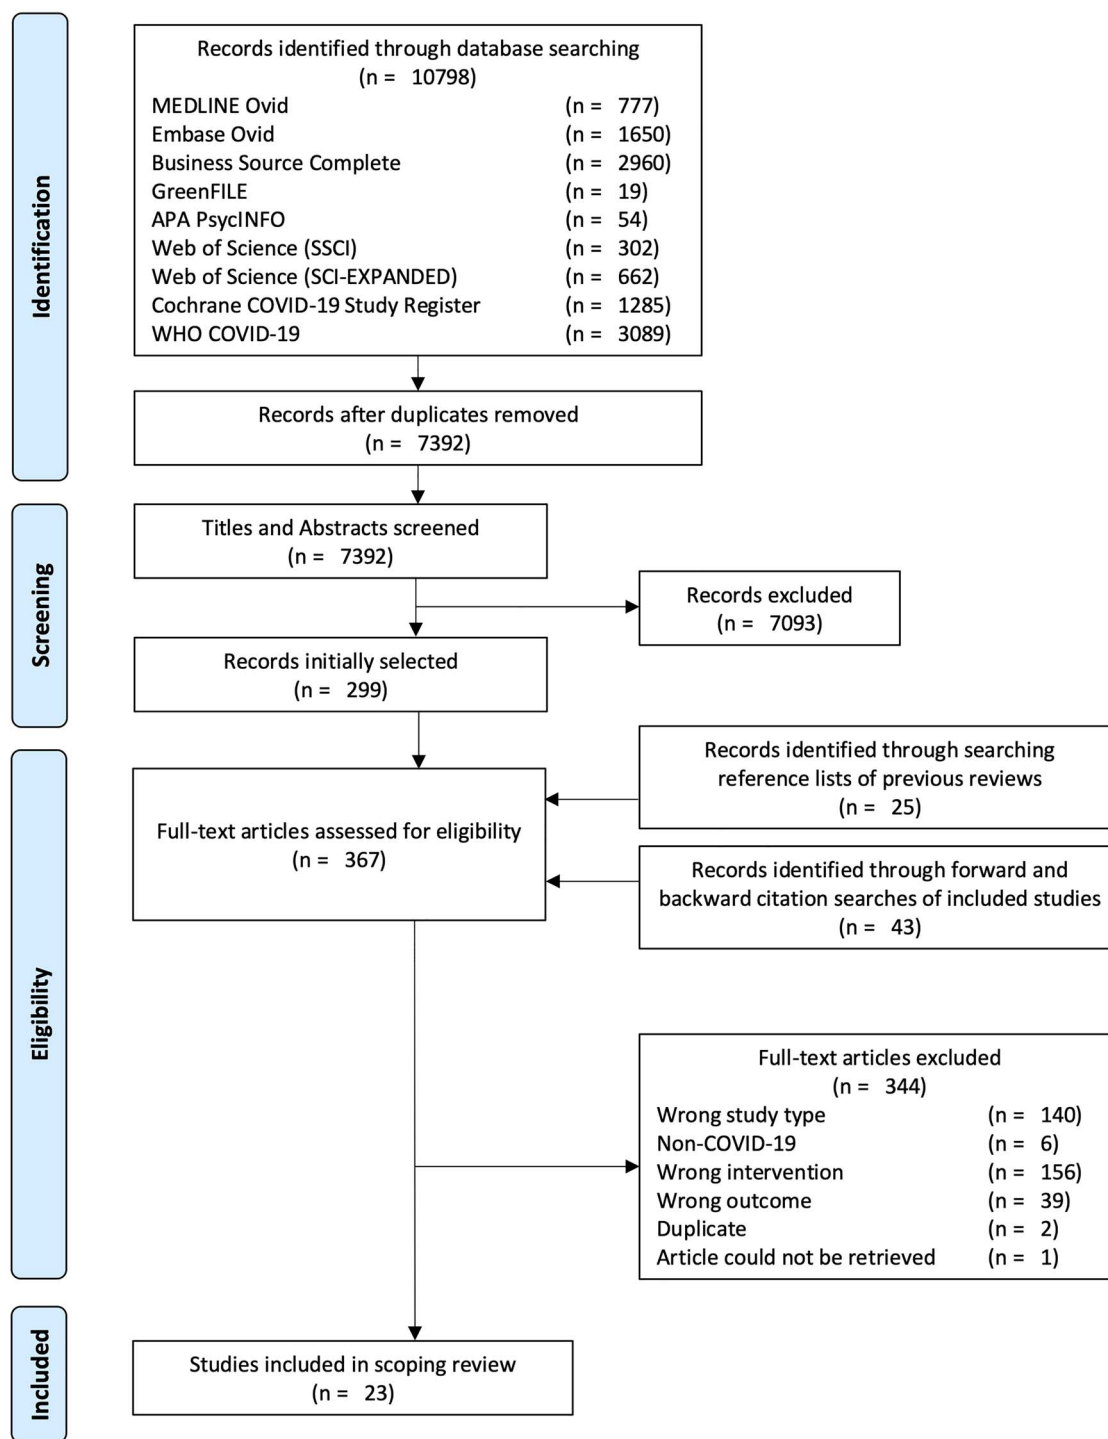 Identification
Records identified through database searching
(n = 10798)
MEDLINE Ovid (n = 777)
Embase Ovid (n = 1650)
Business Source Complete (n = 2960)
GreenFILE (n = 19)
APA PsycINFO (n = 54)
Web of Science (SSCI) (n = 302)
Web of Science (SCI-EXPANDED) (n = 662)
Cochrane COVID-19 Study Register (n = 1285)
WHO COVID-19 (n = 3089)
Records after duplicates removed
(n = 7392)
Screening
Titles and Abstracts screened
(n = 7392)
Records excluded
(n = 7093)
Records initially selected
(n = 299)
Eligibility
Records identified through searching
reference lists of previous reviews
(n = 25)
Full-text articles assessed for eligibility
(n = 367)
Records identified through forward and
backward citation searches of included studies
(n = 43)
Full-text articles excluded
(n = 344)
Wrong study type (n = 140)
Non-COVID-19 (n = 6)
Wrong intervention (n = 156)
Wrong outcome (n = 39)
Duplicate (n = 2)
Article could not be retrieved (n = 1)
Included
Studies included in scoping review
(n = 23)